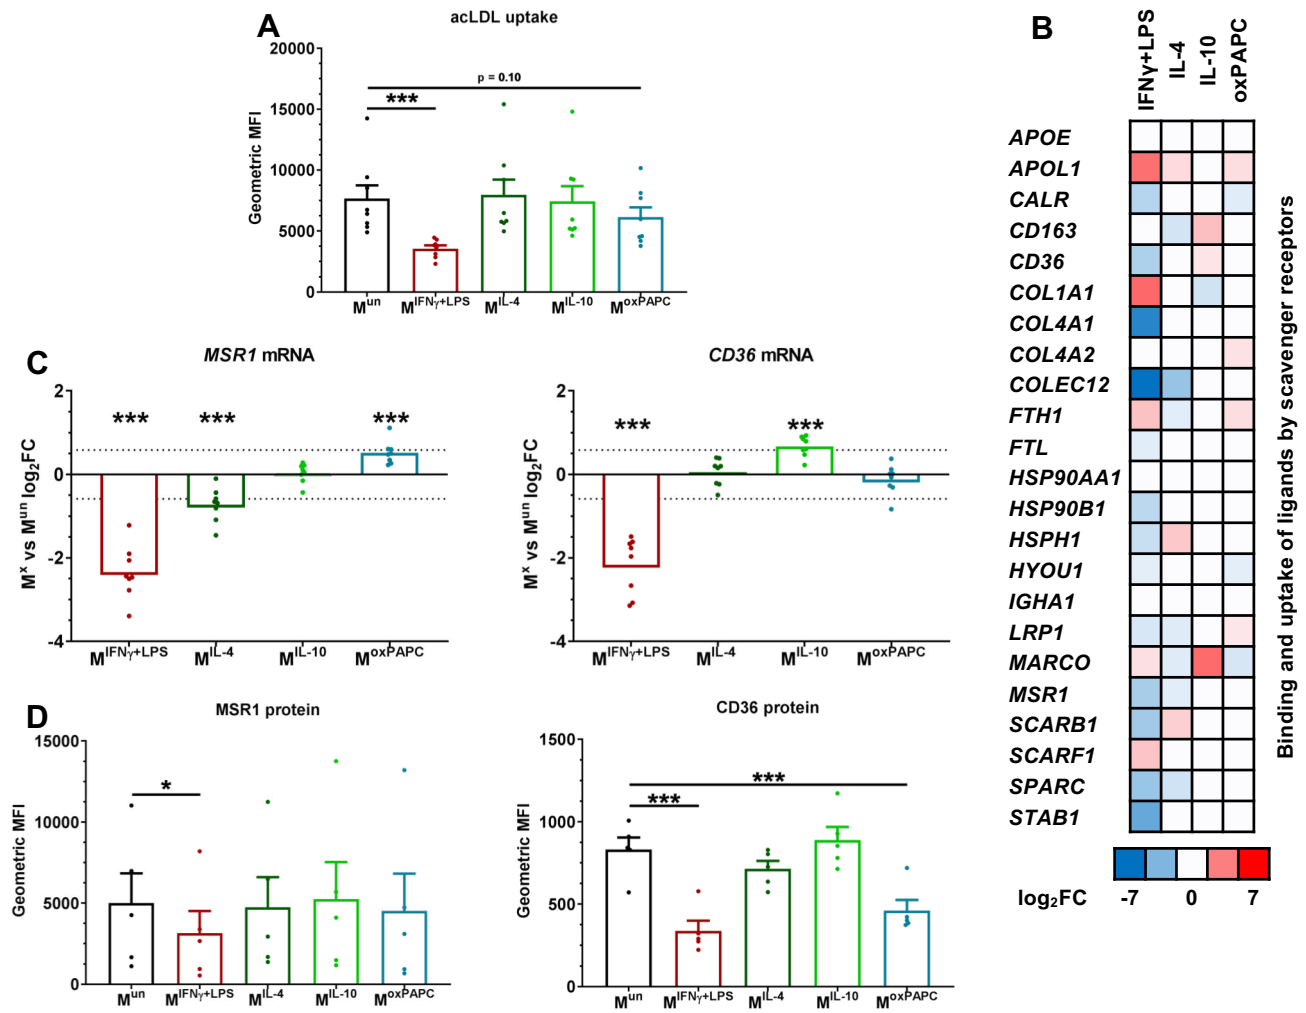 A
acLDL uptake
Geometric MFI
20000
15000
10000
5000
0
p = 0.10
***
Mun
MIFNγ+LPS
MIL-4
MIL-10
MoxPAPC
B
IFNγ+LPS
IL-4
IL-10
oxPAPC
APOE
APOL1
CALR
CD163
CD36
COL1A1
COL4A1
COL4A2
COLEC12
FTH1
FTL
HSP90AA1
HSP90B1
HSPH1
HYOU1
IGHA1
LRP1
MARCO
MSR1
SCARB1
SCARF1
SPARC
STAB1
Binding and uptake of ligands by scavenger receptors
log2FC
-7
0
7
C
MSR1 mRNA
Mx vs Mun log2FC
2
0
-2
-4
***
***
***
MIFNγ+LPS
MIL-4
MIL-10
MoxPAPC
CD36 mRNA
Mx vs Mun log2FC
2
0
-2
-4
***
***
MIFNγ+LPS
MIL-4
MIL-10
MoxPAPC
D
MSR1 protein
Geometric MFI
15000
10000
5000
0
*
Mun
MIFNγ+LPS
MIL-4
MIL-10
MoxPAPC
CD36 protein
Geometric MFI
1500
1000
500
0
***
***
Mun
MIFNγ+LPS
MIL-4
MIL-10
MoxPAPC